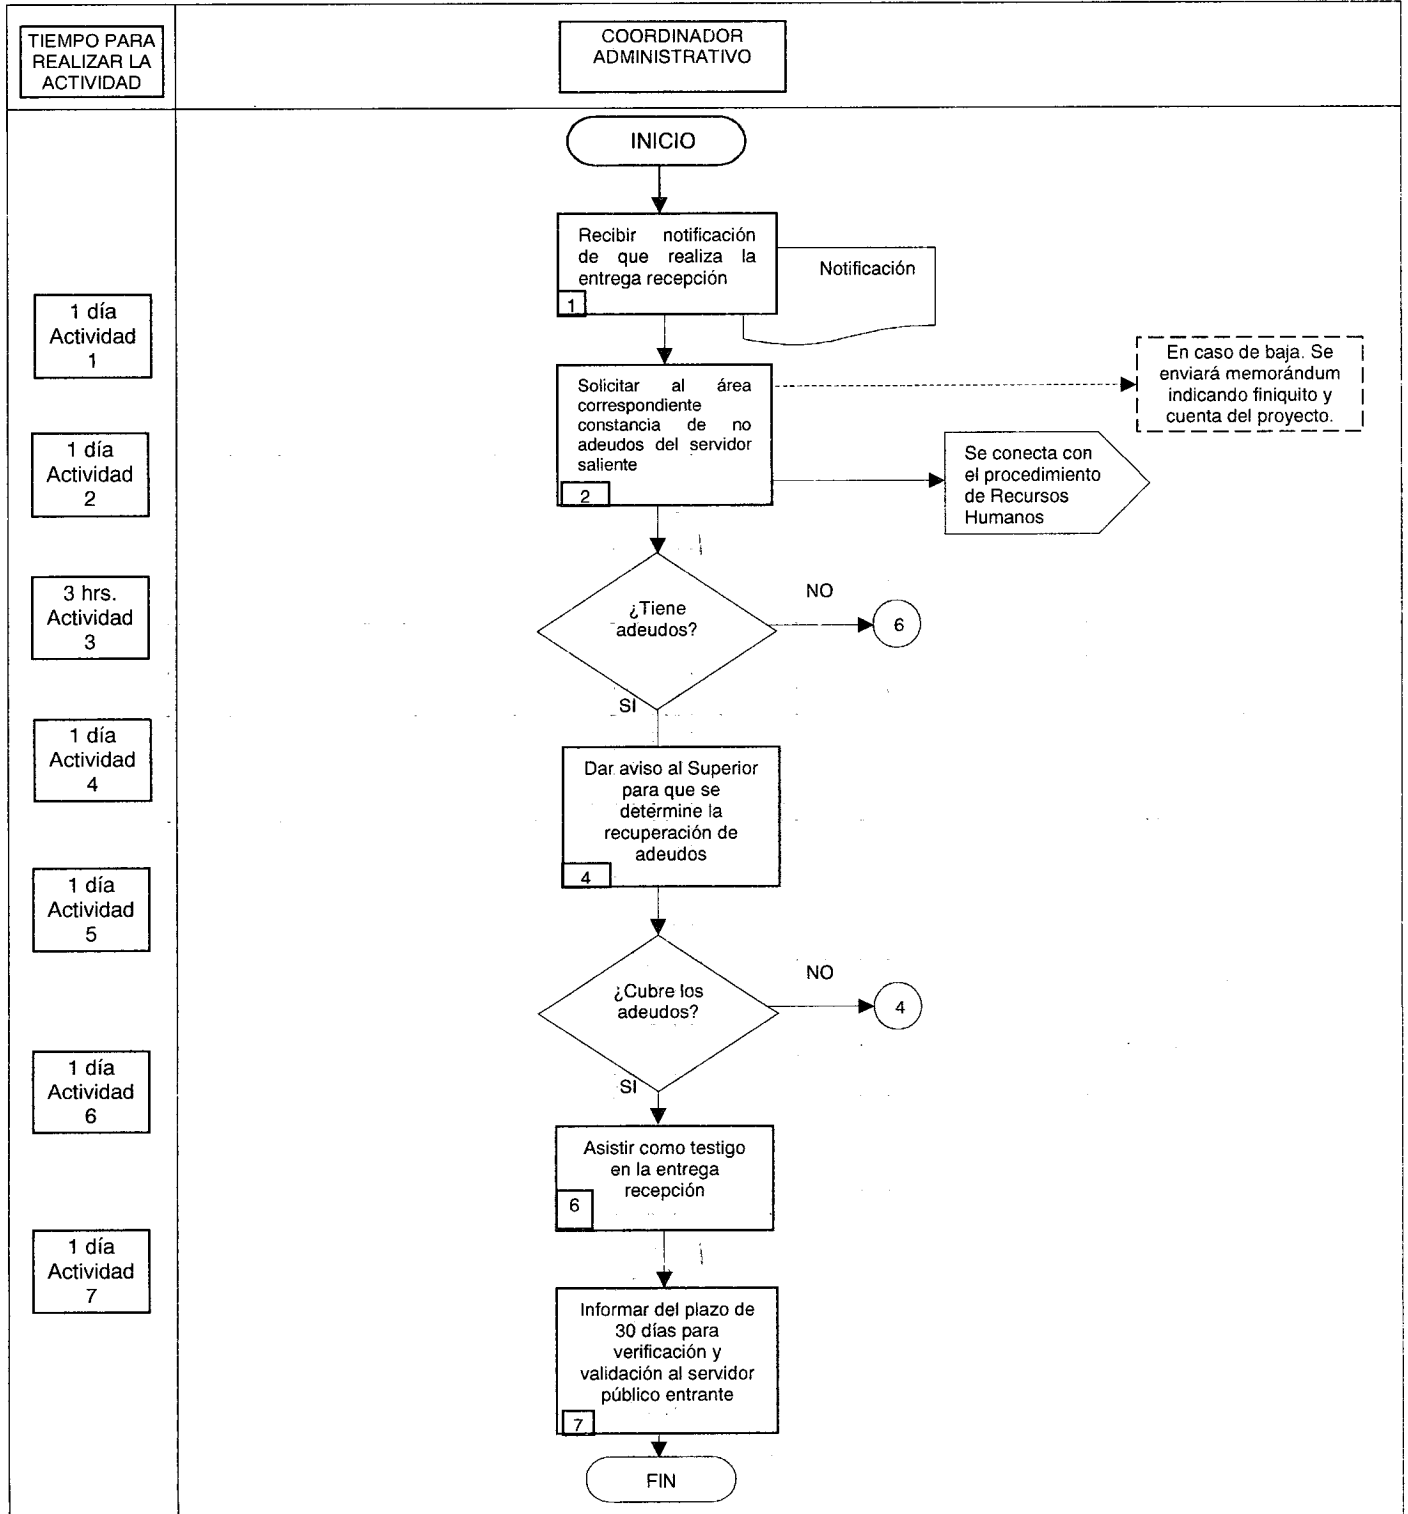 TIEMPO PARA
REALIZAR LA
ACTIVIDAD
COORDINADOR
ADMINISTRATIVO
INICIO
Recibir notificación
de que realiza la
entrega recepción
1
Notificación
1 día
Actividad
1
En caso de baja. Se
enviará memorándum
indicando finiquito y
cuenta del proyecto.
Solicitar al área
correspondiente
constancia de no
adeudos del servidor
saliente
2
1 día
Actividad
2
Se conecta con
el procedimiento
de Recursos
Humanos
3 hrs.
Actividad
3
¿Tiene
adeudos?
NO
6
SI
1 día
Actividad
4
Dar aviso al Superior
para que se
determine la
recuperación de
adeudos
4
1 día
Actividad
5
¿Cubre los
adeudos?
NO
4
SI
1 día
Actividad
6
Asistir como testigo
en la entrega
recepción
6
1 día
Actividad
7
Informar del plazo de
30 días para
verificación y
validación al servidor
público entrante
7
FIN